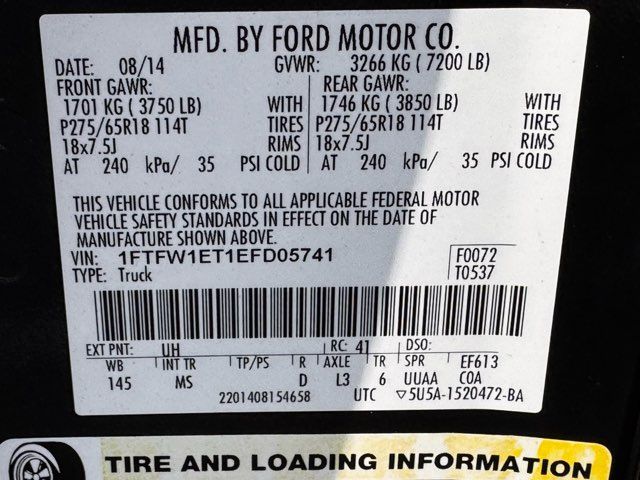 MFD. BY FORD MOTOR CO.
DATE: 08/14 GVWR: 3266 KG ( 7200 LB)
FRONT GAWR: REAR GAWR:
1701 KG ( 3750 LB) WITH 1746 KG ( 3850 LB) WITH
P275/65R18 114T TIRES P275/65R18 114T TIRES
18x7.5J RIMS 18x7.5J RIMS
AT 240 kPa/ 35 PSI COLD AT 240 kPa/ 35 PSI COLD
THIS VEHICLE CONFORMS TO ALL APPLICABLE FEDERAL MOTOR
VEHICLE SAFETY STANDARDS IN EFFECT ON THE DATE OF
MANUFACTURE SHOWN ABOVE.
VIN: 1FTFW1ET1EFD05741 F0072
TYPE: Truck T0537
EXT PNT: UH RC: 41 DSO:
WB INT TR TP/PS R AXLE TR SPR EF613
145 MS D L3 6 UUAA COA
2201408154658 UTC ▽5U5A-1520472-BA
TIRE AND LOADING INFORMATION